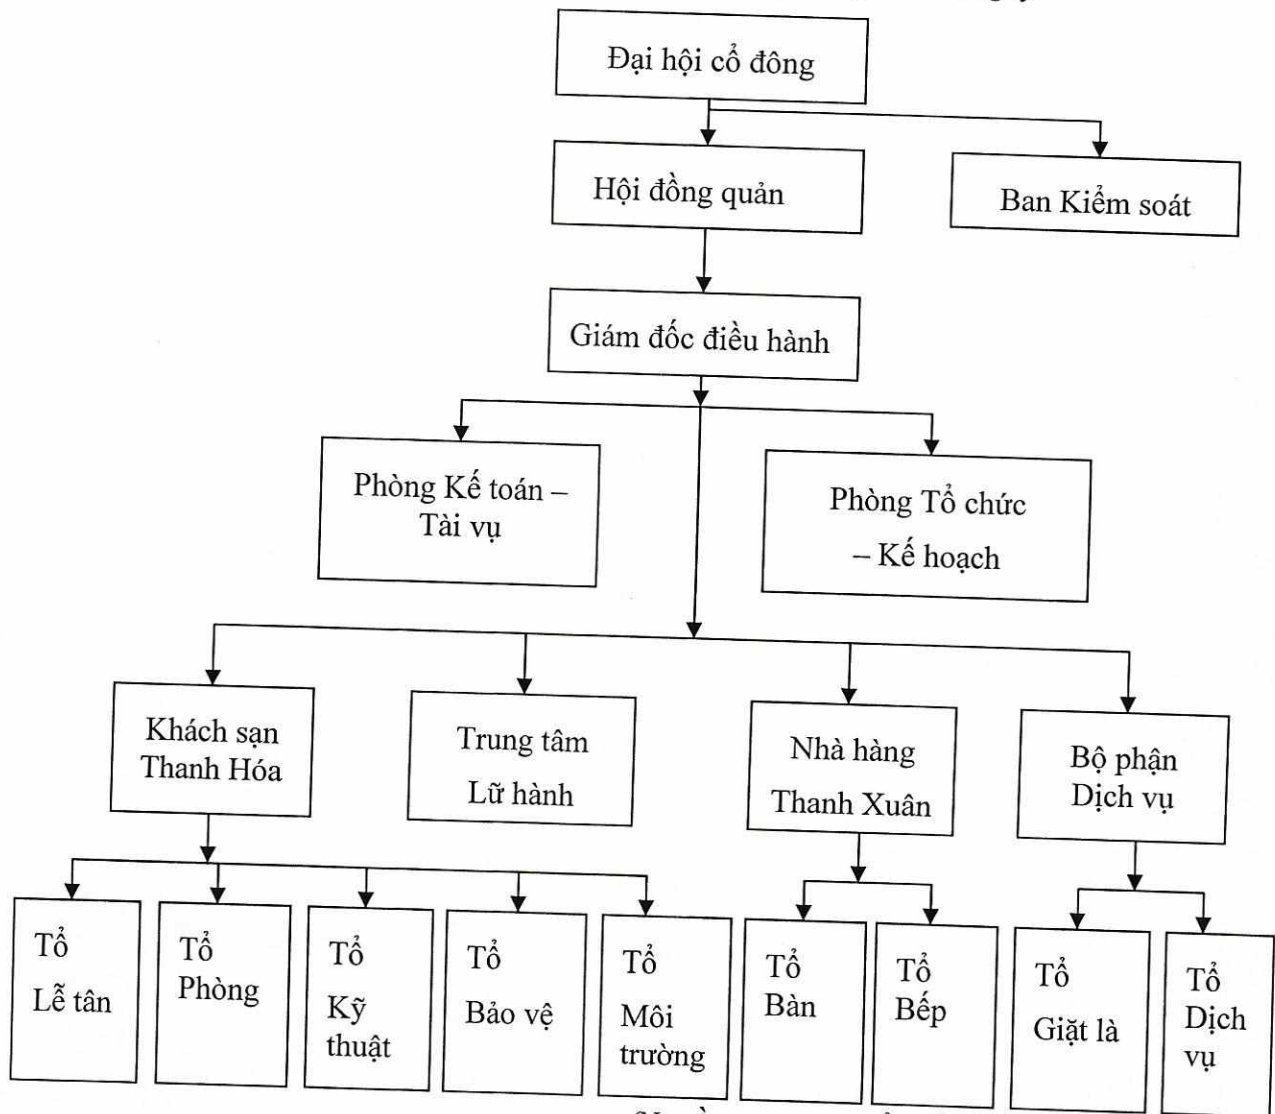 Đại hội cổ đông
Hội đồng quản
Ban Kiểm soát
Giám đốc điều hành
Phòng Kế toán –
Tài vụ
Phòng Tổ chức
– Kế hoạch
Khách sạn
Thanh Hóa
Trung tâm
Lữ hành
Nhà hàng
Thanh Xuân
Bộ phận
Dịch vụ
Tổ
Lễ tân
Tổ
Phòng
Tổ
Kỹ
thuật
Tổ
Bảo vệ
Tổ
Môi
trường
Tổ
Bàn
Tổ
Bếp
Tổ
Giặt là
Tổ
Dịch
vụ